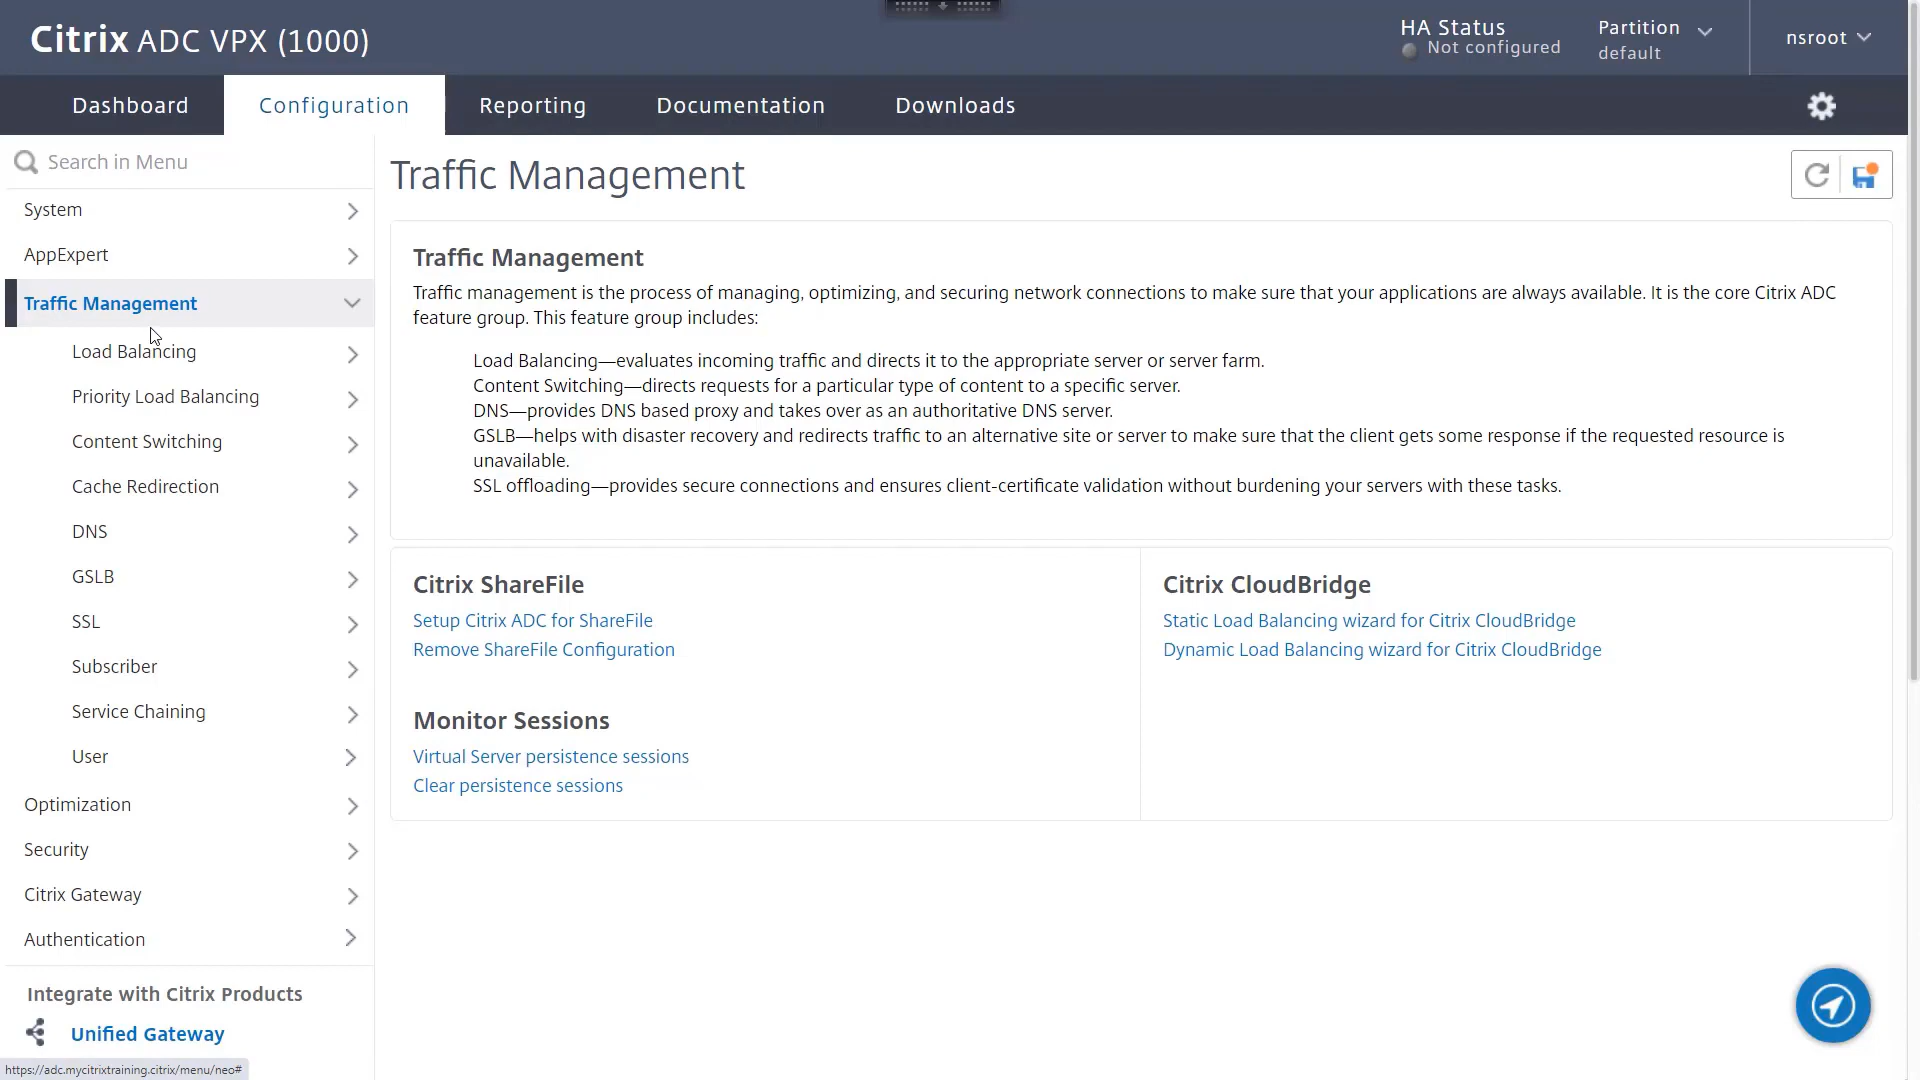 Citrix ADC VPX (1000)
HA Status
Not configured
Partition
default
nsroot
Dashboard
Configuration
Reporting
Documentation
Downloads
Search in Menu
System
AppExpert
Traffic Management
Load Balancing
Priority Load Balancing
Content Switching
Cache Redirection
DNS
GSLB
SSL
Subscriber
Service Chaining
User
Optimization
Security
Citrix Gateway
Authentication
Integrate with Citrix Products
Unified Gateway
https://adc.mycitrixtraining.citrix/menu/neo#
Traffic Management
Traffic Management
Traffic management is the process of managing, optimizing, and securing network connections to make sure that your applications are always available. It is the core Citrix ADC
feature group. This feature group includes:
Load Balancing—evaluates incoming traffic and directs it to the appropriate server or server farm.
Content Switching—directs requests for a particular type of content to a specific server.
DNS—provides DNS based proxy and takes over as an authoritative DNS server.
GSLB—helps with disaster recovery and redirects traffic to an alternative site or server to make sure that the client gets some response if the requested resource is
unavailable.
SSL offloading—provides secure connections and ensures client-certificate validation without burdening your servers with these tasks.
Citrix ShareFile
Setup Citrix ADC for ShareFile
Remove ShareFile Configuration
Monitor Sessions
Virtual Server persistence sessions
Clear persistence sessions
Citrix CloudBridge
Static Load Balancing wizard for Citrix CloudBridge
Dynamic Load Balancing wizard for Citrix CloudBridge